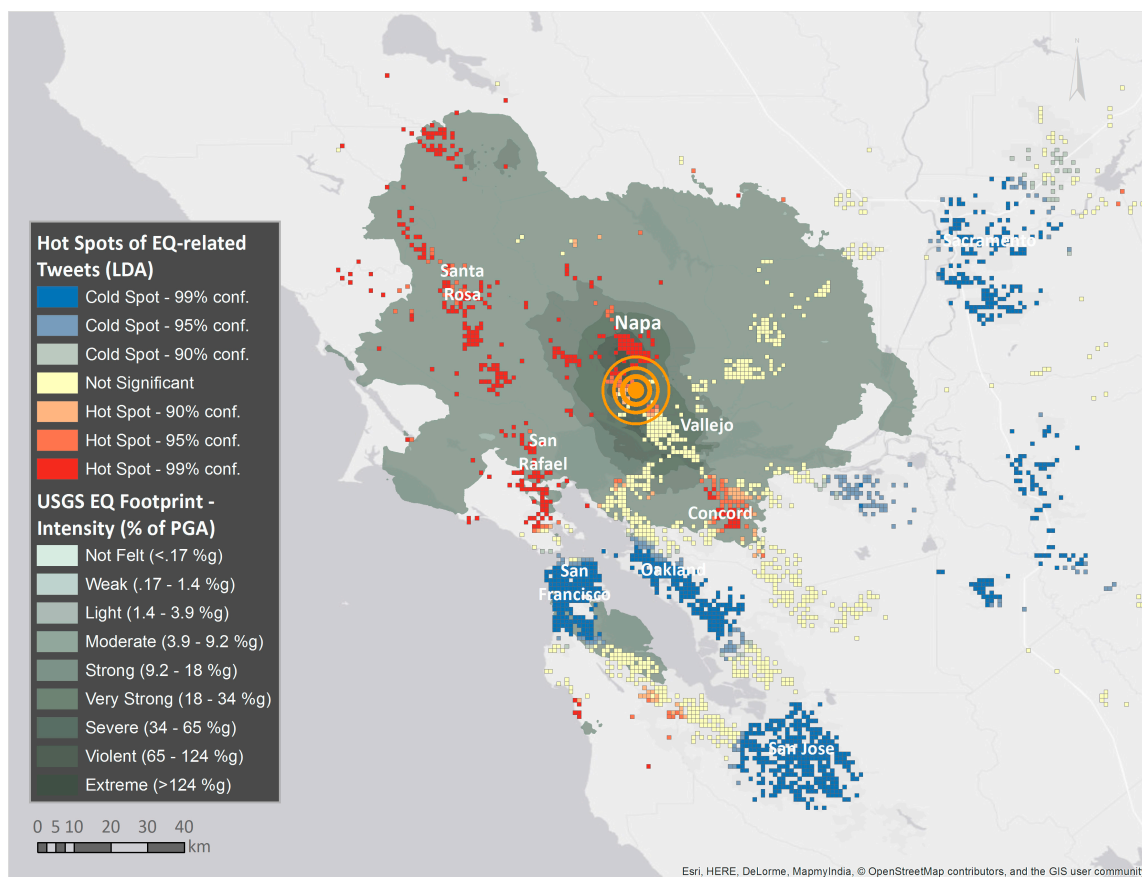 N
Sacramento
Santa
Rosa
Napa
Vallejo
San
Rafael
Concord
Oakland
San
Francisco
San Jose
Hot Spots of EQ-related
Tweets (LDA)
Cold Spot - 99% conf.
Cold Spot - 95% conf.
Cold Spot - 90% conf.
Not Significant
Hot Spot - 90% conf.
Hot Spot - 95% conf.
Hot Spot - 99% conf.
USGS EQ Footprint -
Intensity (% of PGA)
Not Felt (<.17 %g)
Weak (.17 - 1.4 %g)
Light (1.4 - 3.9 %g)
Moderate (3.9 - 9.2 %g)
Strong (9.2 - 18 %g)
Very Strong (18 - 34 %g)
Severe (34 - 65 %g)
Violent (65 - 124 %g)
Extreme (>124 %g)
0 5 10 20 30 40
km
Esri, HERE, DeLorme, MapmyIndia, © OpenStreetMap contributors, and the GIS user communit